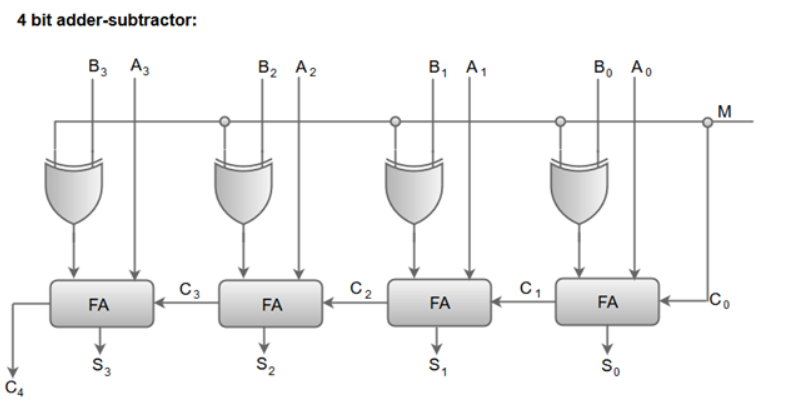 4 bit adder-subtractor:
B₃ A₃ B₂ A₂ B₁ A₁ B₀ A₀
M
C₃ C₂ C₁ C₀
FA FA FA FA
S₃ S₂ S₁ S₀
C₄